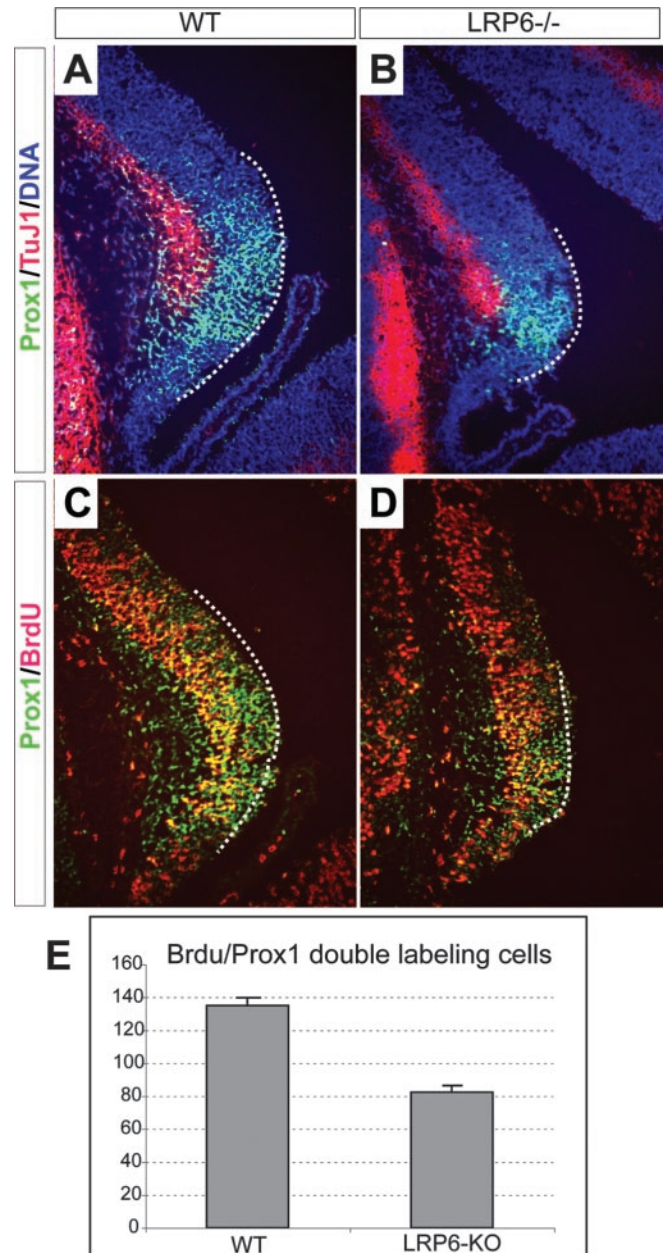 WT
LRP6-/-
A
B
Prox1/TuJ1/DNA
C
D
Prox1/BrdU
E
Brdu/Prox1 double labeling cells
160
140
120
100
80
60
40
20
0
WT
LRP6-KO